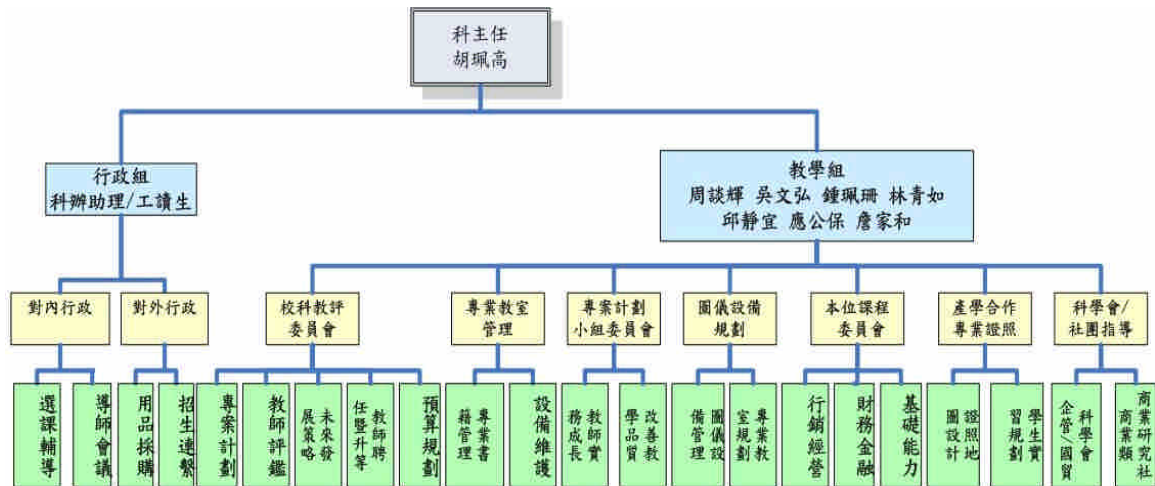 科主任
胡珮高
行政組
科辦助理/工讀生
教學組
周談輝 吳文弘 鍾珮珊 林青如
邱靜宜 應公保 詹家和
對內行政
對外行政
校科教評
委員會
專業教室
管理
專案計劃
小組委員會
圖儀設備
規劃
本位課程
委員會
產學合作
專業證照
科學會/
社團指導
選課輔導
導師會議
用品採購
招生連繫
專案計劃
教師評鑑
未來發
展策略
教師聘
任暨升等
預算規劃
專業書
籍管理
設備維護
教師實
務成長
改善教
學品質
圖儀設
備管理
專業教
室規劃
行銷經營
財務金融
基礎能力
證照地
圖設計
學生實
習規劃
科學會
企管/國貿
商業研究社
商業類